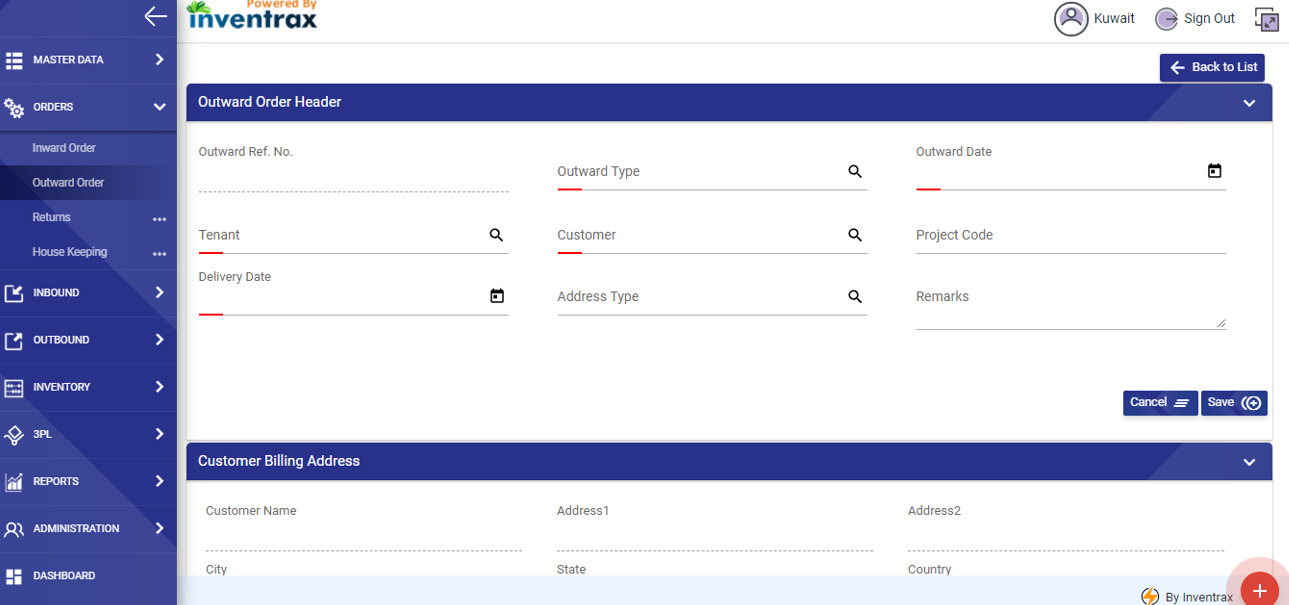 Powered By
inventrax
Kuwait
Sign Out
MASTER DATA
ORDERS
Inward Order
Outward Order
Returns
House Keeping
INBOUND
OUTBOUND
INVENTORY
3PL
REPORTS
ADMINISTRATION
DASHBOARD
Back to List
Outward Order Header
Outward Ref. No.
Outward Type
Outward Date
Tenant
Customer
Project Code
Delivery Date
Address Type
Remarks
Cancel
Save
Customer Billing Address
Customer Name
Address1
Address2
City
State
Country
By Inventrax